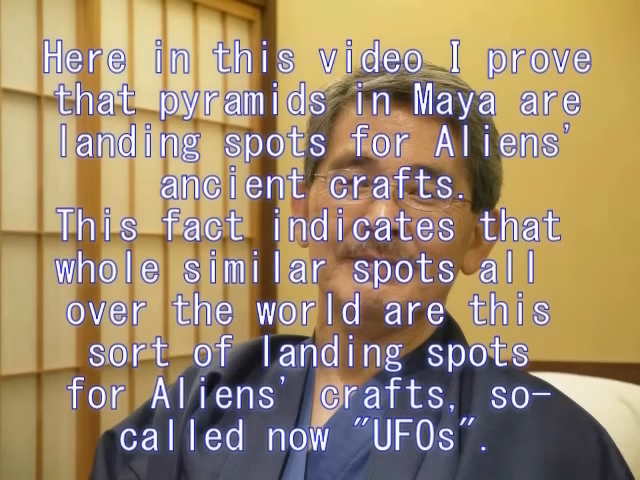 Here in this video I prove
that pyramids in Maya are
landing spots for Aliens'
ancient crafts.
This fact indicates that
whole similar spots all
over the world are this
sort of landing spots
for Aliens' crafts, so-
called now "UFOs".